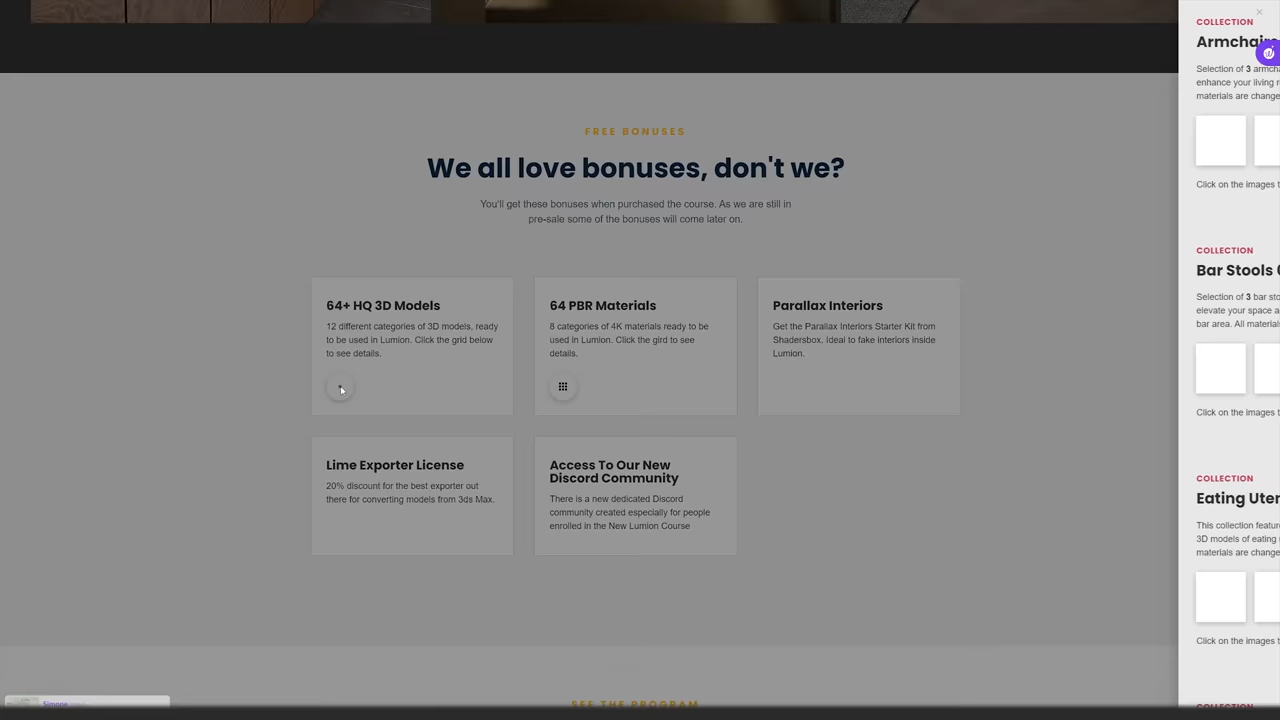 FREE BONUSES
We all love bonuses, don't we?
You'll get these bonuses when purchased the course. As we are still in
pre-sale some of the bonuses will come later on.
64+ HQ 3D Models
12 different categories of 3D models, ready
to be used in Lumion. Click the grid below
to see details.
64 PBR Materials
8 categories of 4K materials ready to be
used in Lumion. Click the gird to see
details.
Parallax Interiors
Get the Parallax Interiors Starter Kit from
Shadersbox. Ideal to fake interiors inside
Lumion.
Lime Exporter License
20% discount for the best exporter out
there for converting models from 3ds Max.
Access To Our New
Discord Community
There is a new dedicated Discord
community created especially for people
enrolled in the New Lumion Course
SEE THE PROGRAM
Simone
COLLECTION
Armchairs
Selection of 3 armcha
enhance your living r
materials are change
Click on the images t
COLLECTION
Bar Stools
Selection of 3 bar sto
elevate your space a
bar area. All material
Click on the images t
COLLECTION
Eating Uten
This collection featur
3D models of eating
materials are change
Click on the images t
COLLECTION